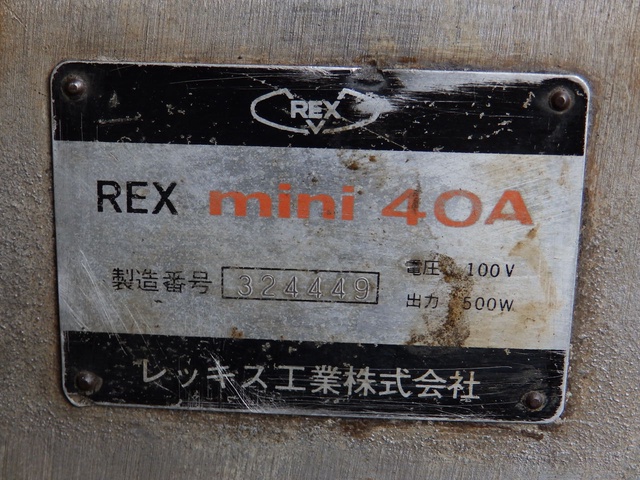 REX
REX mini 40A
製造番号 324449
電圧 100V
出力 500W
レッキス工業株式会社